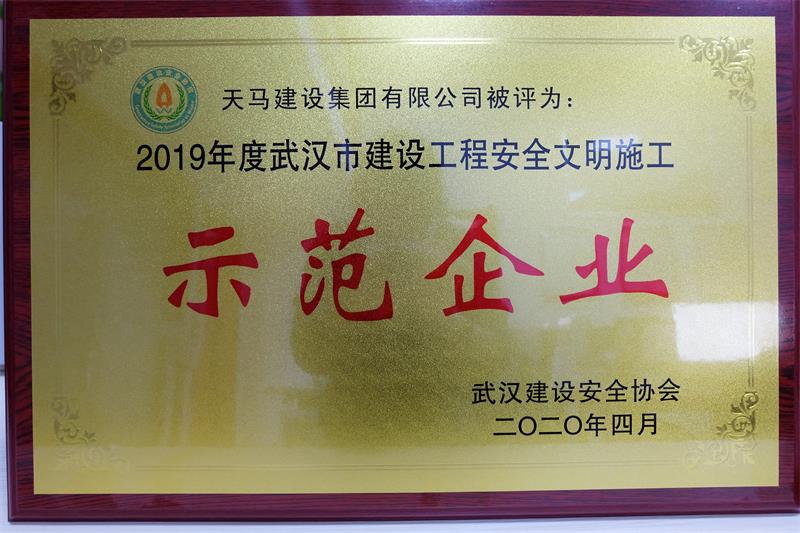 天马建设集团有限公司被评为：
2019年度武汉市建设工程安全文明施工
示范企业
武汉建设安全协会
二〇二〇年四月